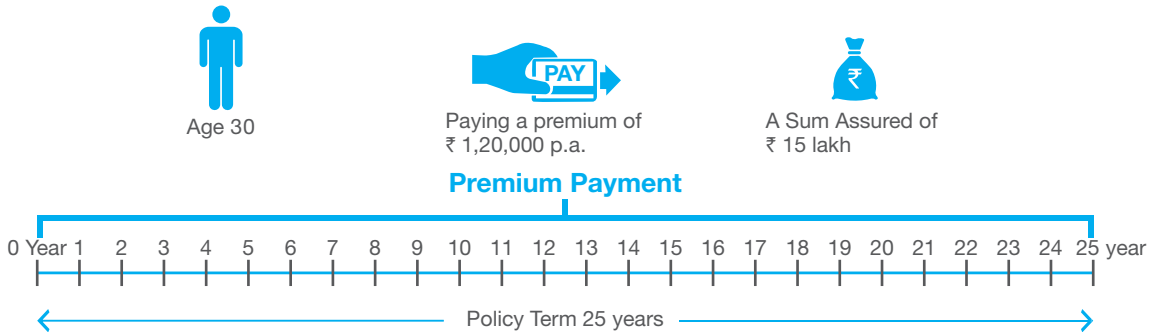 PAY
₹
Age 30
Paying a premium of
₹ 1,20,000 p.a.
A Sum Assured of
₹ 15 lakh
Premium Payment
0 Year 1 2 3 4 5 6 7 8 9 10 11 12 13 14 15 16 17 18 19 20 21 22 23 24 25 year
Policy Term 25 years